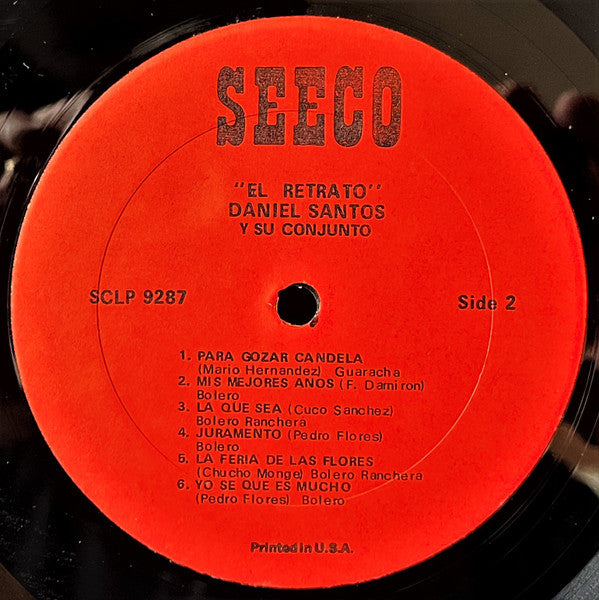 SEECO
"EL RETRATO"
DANIEL SANTOS
Y SU CONJUNTO
SCLP 9287
Side 2
1. PARA GOZAR CANDELA
(Mario Hernandez) Guaracha
2. MIS MEJORES ANOS (F. Damiron)
Bolero
3. LA QUE SEA (Cuco Sanchez)
Bolero Ranchera
4. JURAMENTO (Pedro Flores)
Bolero
5. LA FERIA DE LAS FLORES
(Chucho Monge) Bolero Ranchera
6. YO SE QUE ES MUCHO
(Pedro Flores) Bolero
Printed in U.S.A.